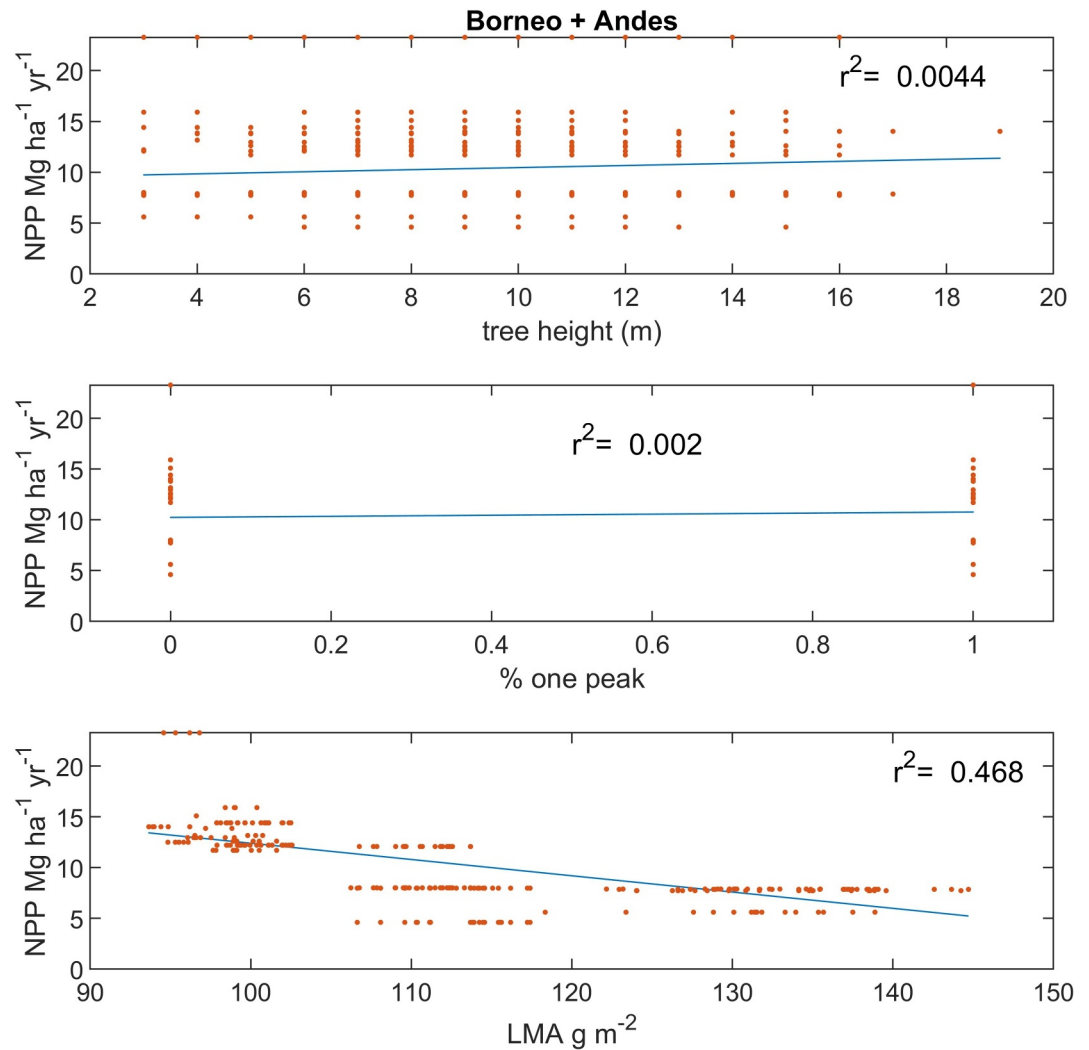 Borneo + Andes
NPP Mg ha⁻¹ yr⁻¹
20
15
10
5
0
r²= 0.0044
2 4 6 8 10 12 14 16 18 20
tree height (m)
NPP Mg ha⁻¹ yr⁻¹
20
15
10
5
0
r²= 0.002
0 0.2 0.4 0.6 0.8 1
% one peak
NPP Mg ha⁻¹ yr⁻¹
20
15
10
5
0
r²= 0.468
90 100 110 120 130 140 150
LMA g m⁻²